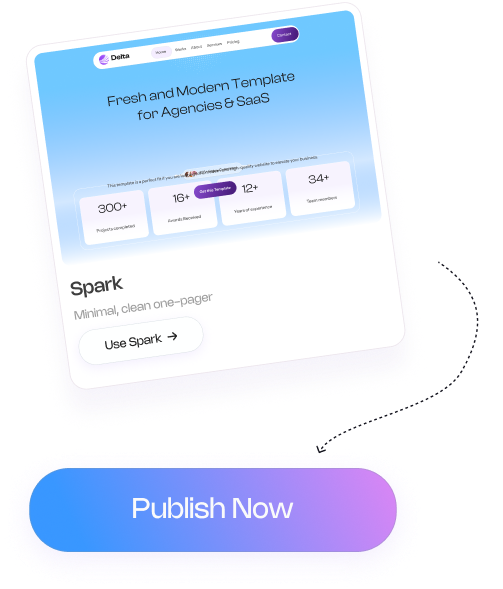 Delta
Home Works About Services Pricing
Contact
Fresh and Modern Template
for Agencies & SaaS
This template is a perfect fit if you
quality website to elevate your business.
Get this Template
300+
Projects completed
16+
Awards Received
12+
Years of experience
34+
Team members
Spark
Minimal, clean one-pager
Use Spark →
Publish Now